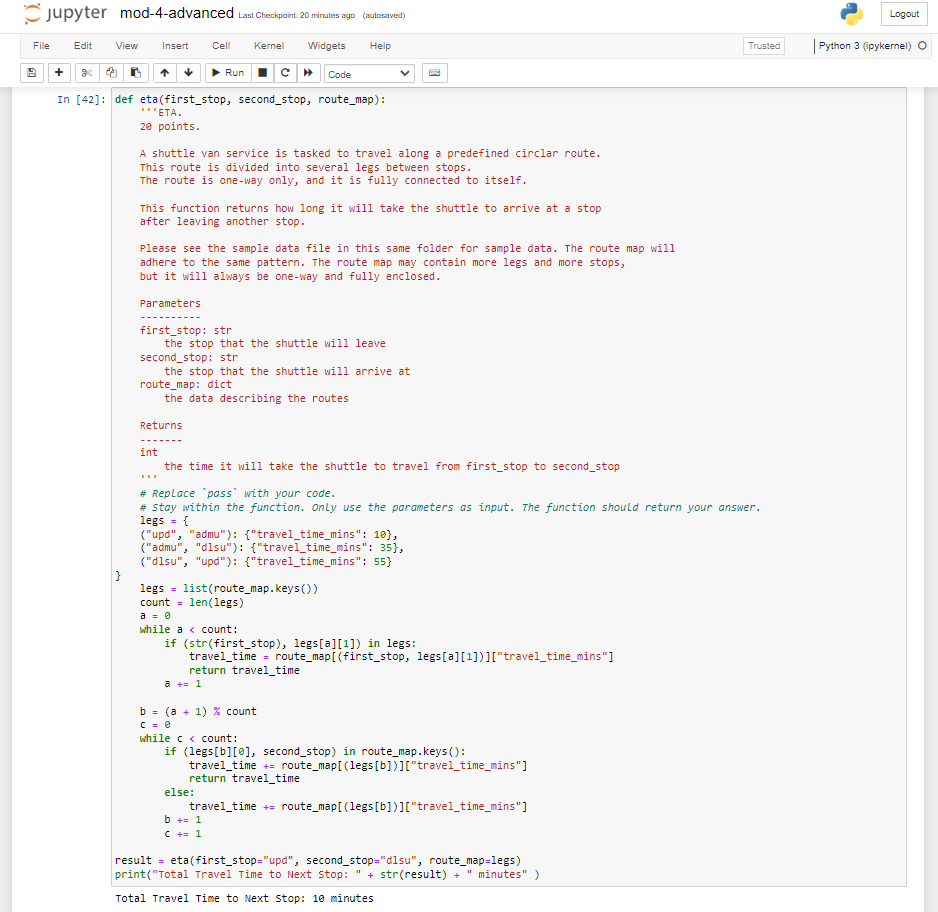 jupyter mod-4-advanced Last Checkpoint: 20 minutes ago (autosaved)
Logout
File Edit View Insert Cell Kernel Widgets Help
Trusted
Python 3 (ipykernel)
Run
Code
In [42]: def eta(first_stop, second_stop, route_map):
    '''ETA.
    20 points.

    A shuttle van service is tasked to travel along a predefined circlar route.
    This route is divided into several legs between stops.
    The route is one-way only, and it is fully connected to itself.

    This function returns how long it will take the shuttle to arrive at a stop
    after leaving another stop.

    Please see the sample data file in this same folder for sample data. The route map will
    adhere to the same pattern. The route map may contain more legs and more stops,
    but it will always be one-way and fully enclosed.

    Parameters
    ----------
    first_stop: str
        the stop that the shuttle will leave
    second_stop: str
        the stop that the shuttle will arrive at
    route_map: dict
        the data describing the routes

    Returns
    -------
    int
        the time it will take the shuttle to travel from first_stop to second_stop
    '''
    # Replace `pass` with your code.
    # Stay within the function. Only use the parameters as input. The function should return your answer.
    legs = {
    ("upd", "admu"): {"travel_time_mins": 10},
    ("admu", "dlsu"): {"travel_time_mins": 35},
    ("dlsu", "upd"): {"travel_time_mins": 55}
}
    legs = list(route_map.keys())
    count = len(legs)
    a = 0
    while a < count:
        if (str(first_stop), legs[a][1]) in legs:
            travel_time = route_map[(first_stop, legs[a][1])]["travel_time_mins"]
            return travel_time
        a += 1

    b = (a + 1) % count
    c = 0
    while c < count:
        if (legs[b][0], second_stop) in route_map.keys():
            travel_time += route_map[(legs[b])]["travel_time_mins"]
            return travel_time
        else:
            travel_time += route_map[(legs[b])]["travel_time_mins"]
        b += 1
        c += 1

result = eta(first_stop="upd", second_stop="dlsu", route_map=legs)
print("Total Travel Time to Next Stop: " + str(result) + " minutes" )
Total Travel Time to Next Stop: 10 minutes